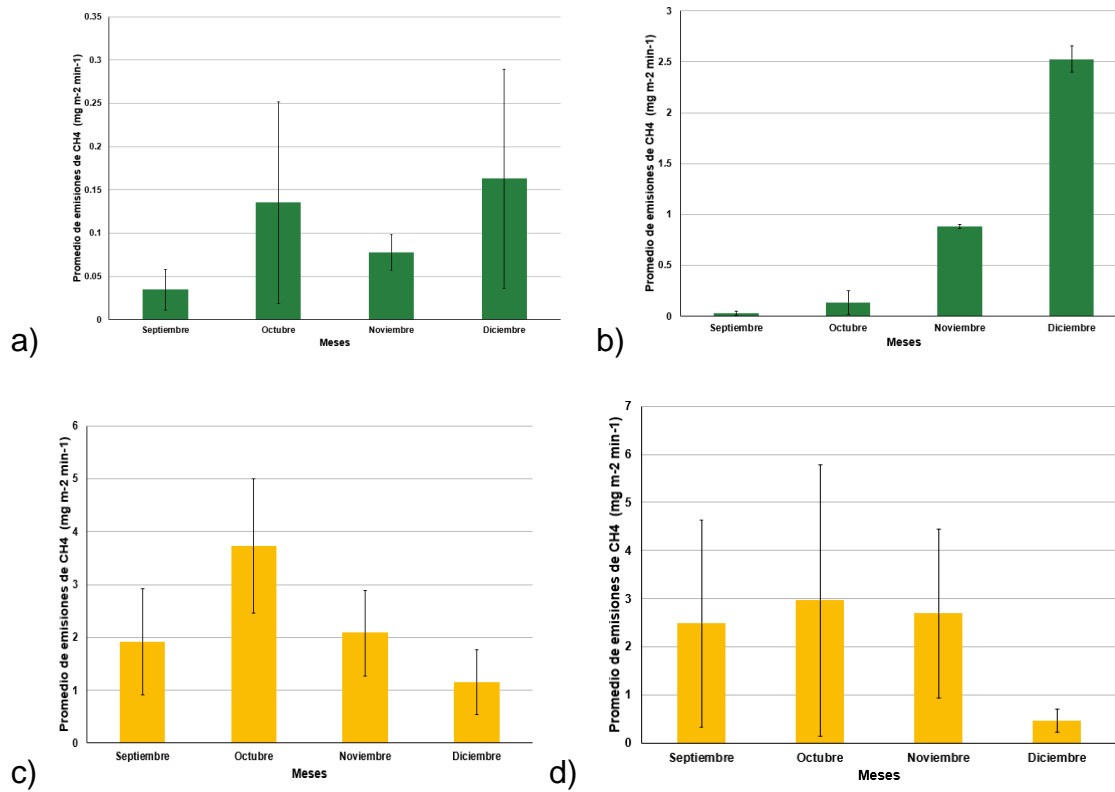 Promedio de emisiones de CH4 (mg m-2 min-1)
0.35
0.3
0.25
0.2
0.15
0.1
0.05
0
Septiembre Octubre Noviembre Diciembre
Meses
a)
Promedio de emisiones de CH4 (mg m-2 min-1)
3
2.5
2
1.5
1
0.5
0
Septiembre Octubre Noviembre Diciembre
Meses
b)
Promedio de emisiones de CH4 (mg m-2 min-1)
6
5
4
3
2
1
0
Septiembre Octubre Noviembre Diciembre
Meses
c)
Promedio de emisiones de CH4 (mg m-2 min-1)
7
6
5
4
3
2
1
0
Septiembre Octubre Noviembre Diciembre
Meses
d)